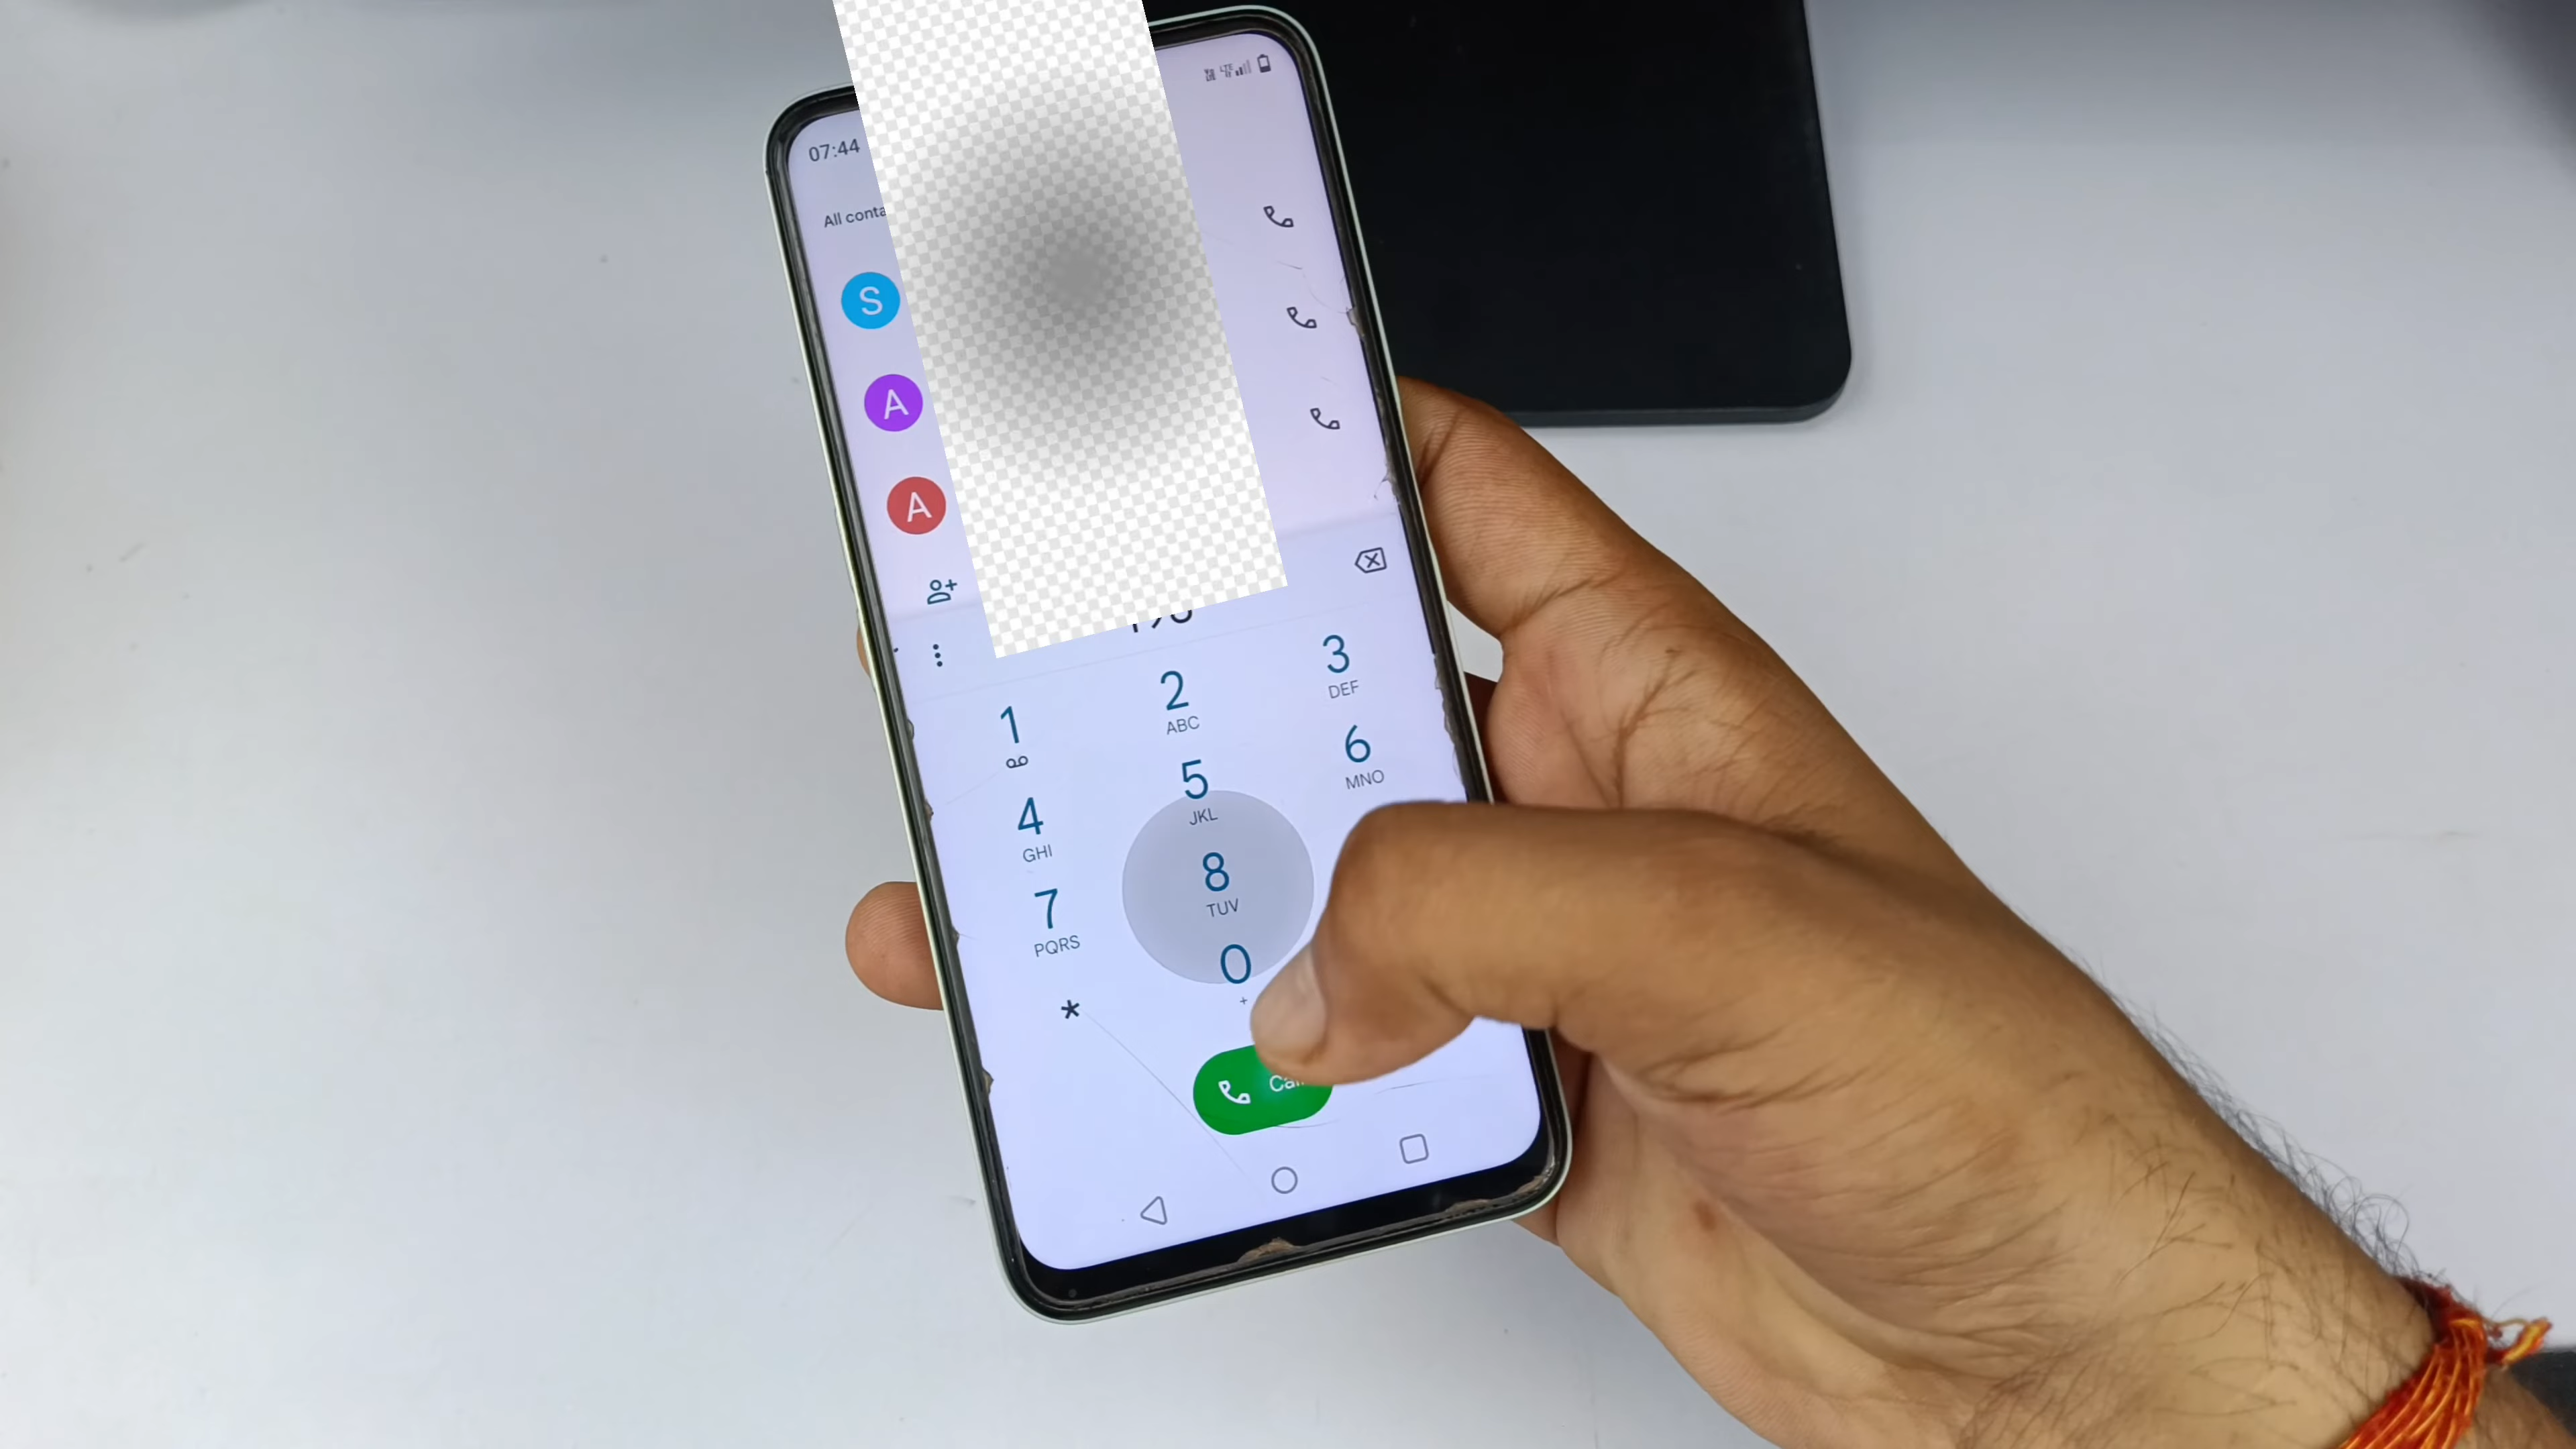 07:44
All conta
S
A
A
1 2 3
ABC DEF
4 5 6
GHI JKL MNO
7 8
PQRS TUV
* 0
+